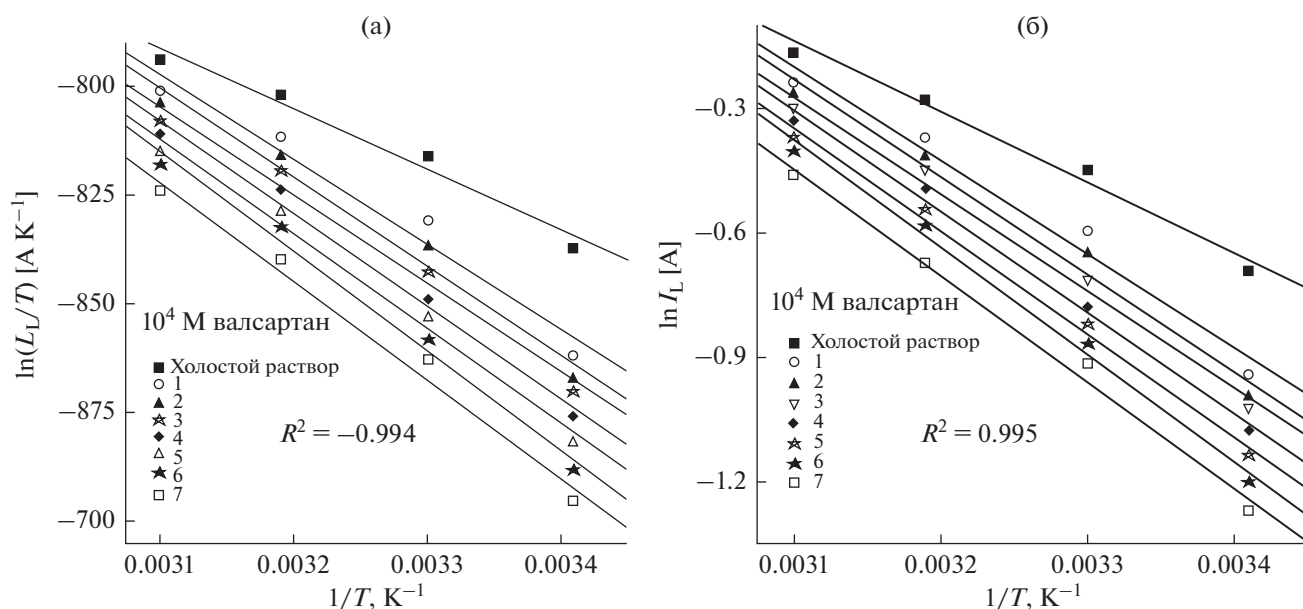 (а)
ln(L_L/T) [A K⁻¹]
−800
−825
−850
−875
−700
10⁴ М валсартан
Холостой раствор
1
2
3
4
5
6
7
R² = −0.994
0.0031
0.0032
0.0033
0.0034
1/T, K⁻¹
(б)
ln I_L [A]
−0.3
−0.6
−0.9
−1.2
10⁴ М валсартан
Холостой раствор
1
2
3
4
5
6
7
R² = 0.995
0.0031
0.0032
0.0033
0.0034
1/T, K⁻¹